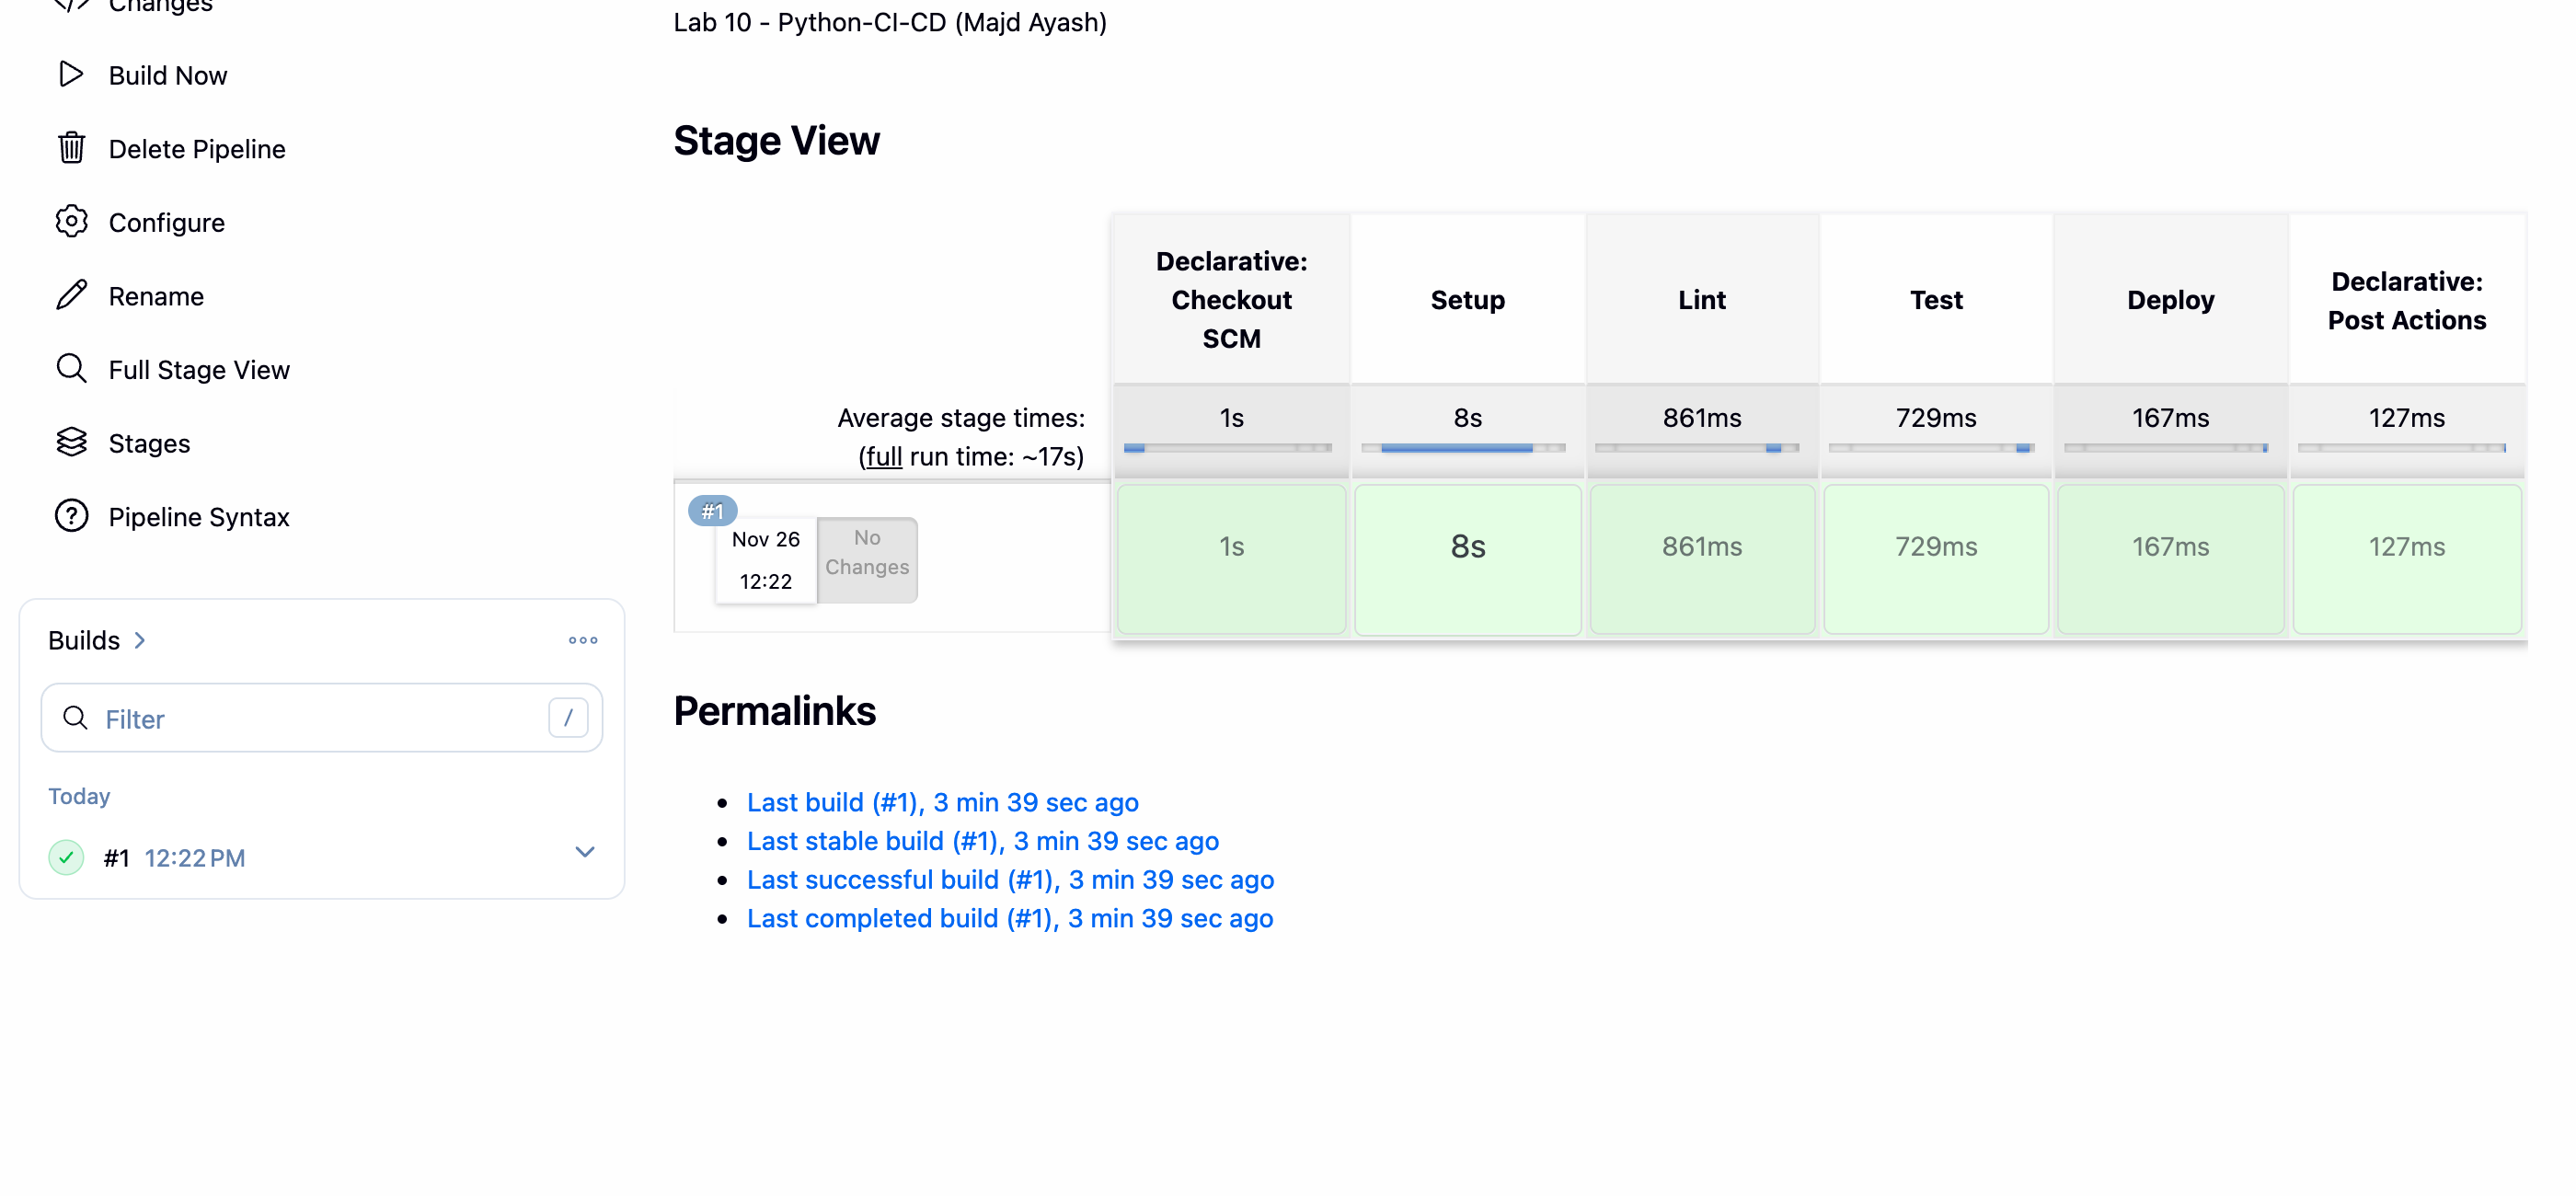 Changes
Build Now
Delete Pipeline
Configure
Rename
Full Stage View
Stages
Pipeline Syntax
Builds
Filter
/
Today
#1 12:22 PM
Lab 10 - Python-CI-CD (Majd Ayash)
Stage View
Declarative:
Checkout
SCM
Setup
Lint
Test
Deploy
Declarative:
Post Actions
Average stage times:
(full run time: ~17s)
1s
8s
861ms
729ms
167ms
127ms
#1
Nov 26
12:22
No
Changes
1s
8s
861ms
729ms
167ms
127ms
Permalinks
Last build (#1), 3 min 39 sec ago
Last stable build (#1), 3 min 39 sec ago
Last successful build (#1), 3 min 39 sec ago
Last completed build (#1), 3 min 39 sec ago